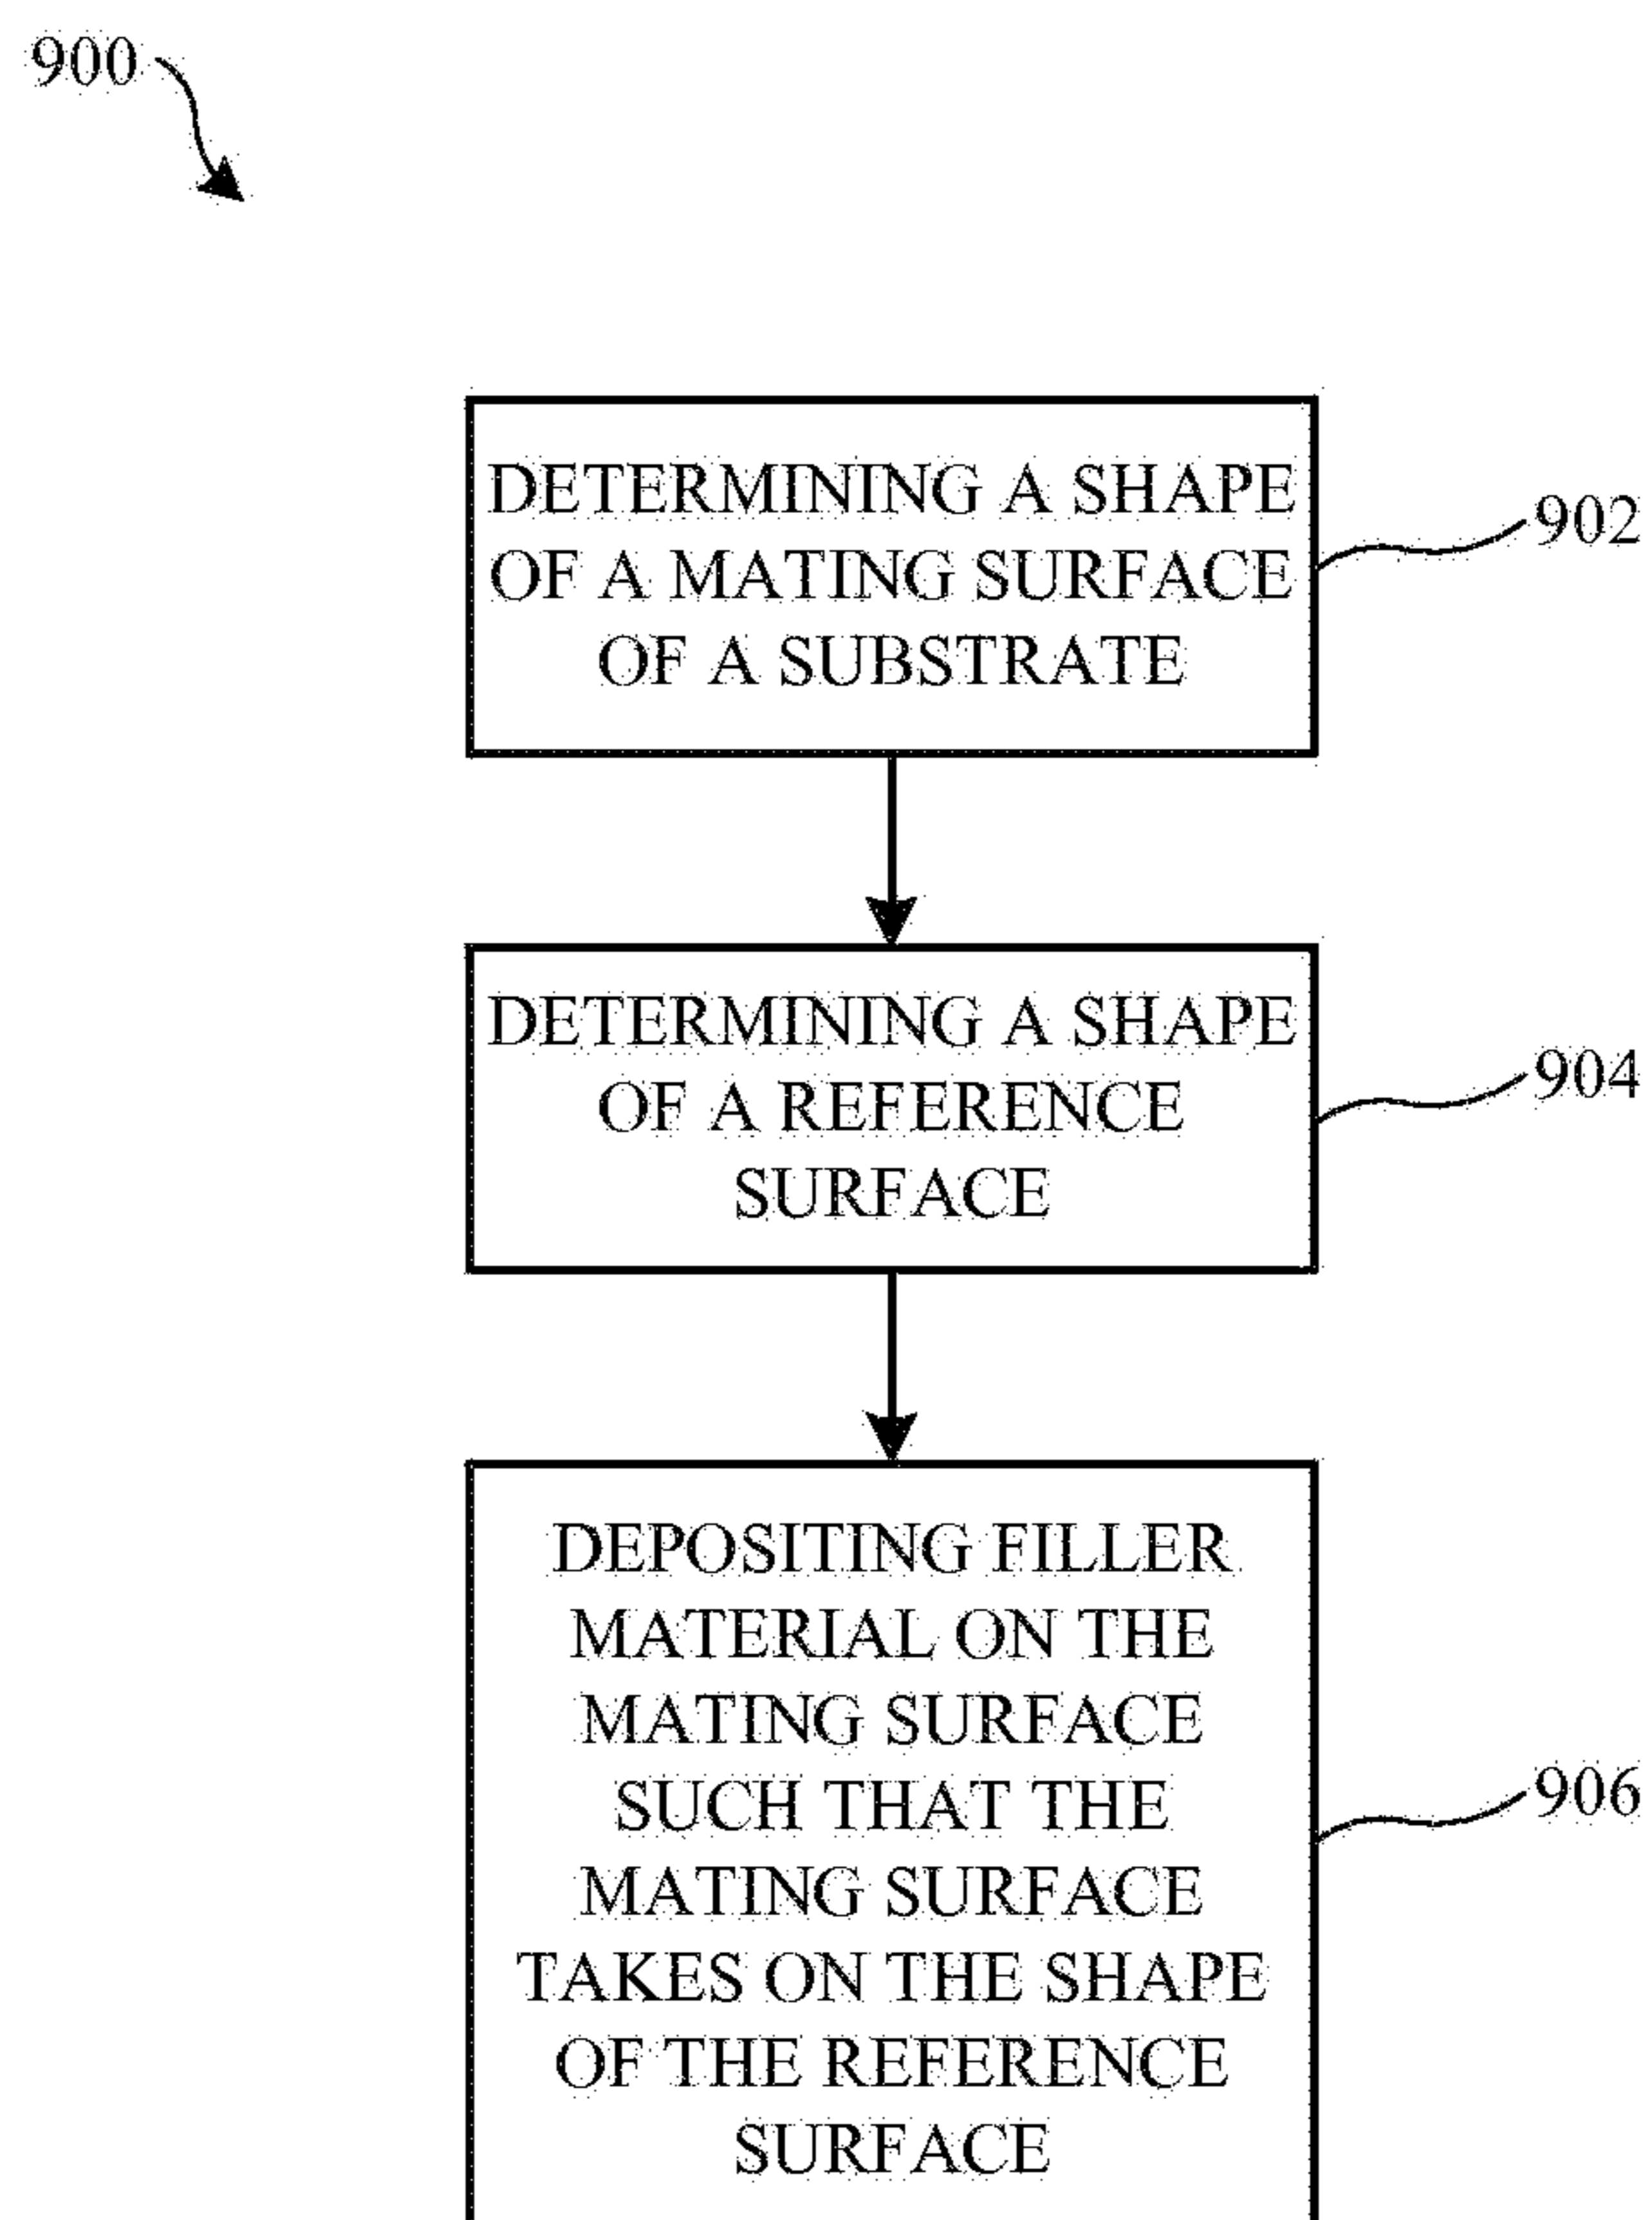 900
DETERMINING A SHAPE
OF A MATING SURFACE
OF A SUBSTRATE
902
DETERMINING A SHAPE
OF A REFERENCE
SURFACE
904
DEPOSITING FILLER
MATERIAL ON THE
MATING SURFACE
SUCH THAT THE
MATING SURFACE
TAKES ON THE SHAPE
OF THE REFERENCE
SURFACE
906